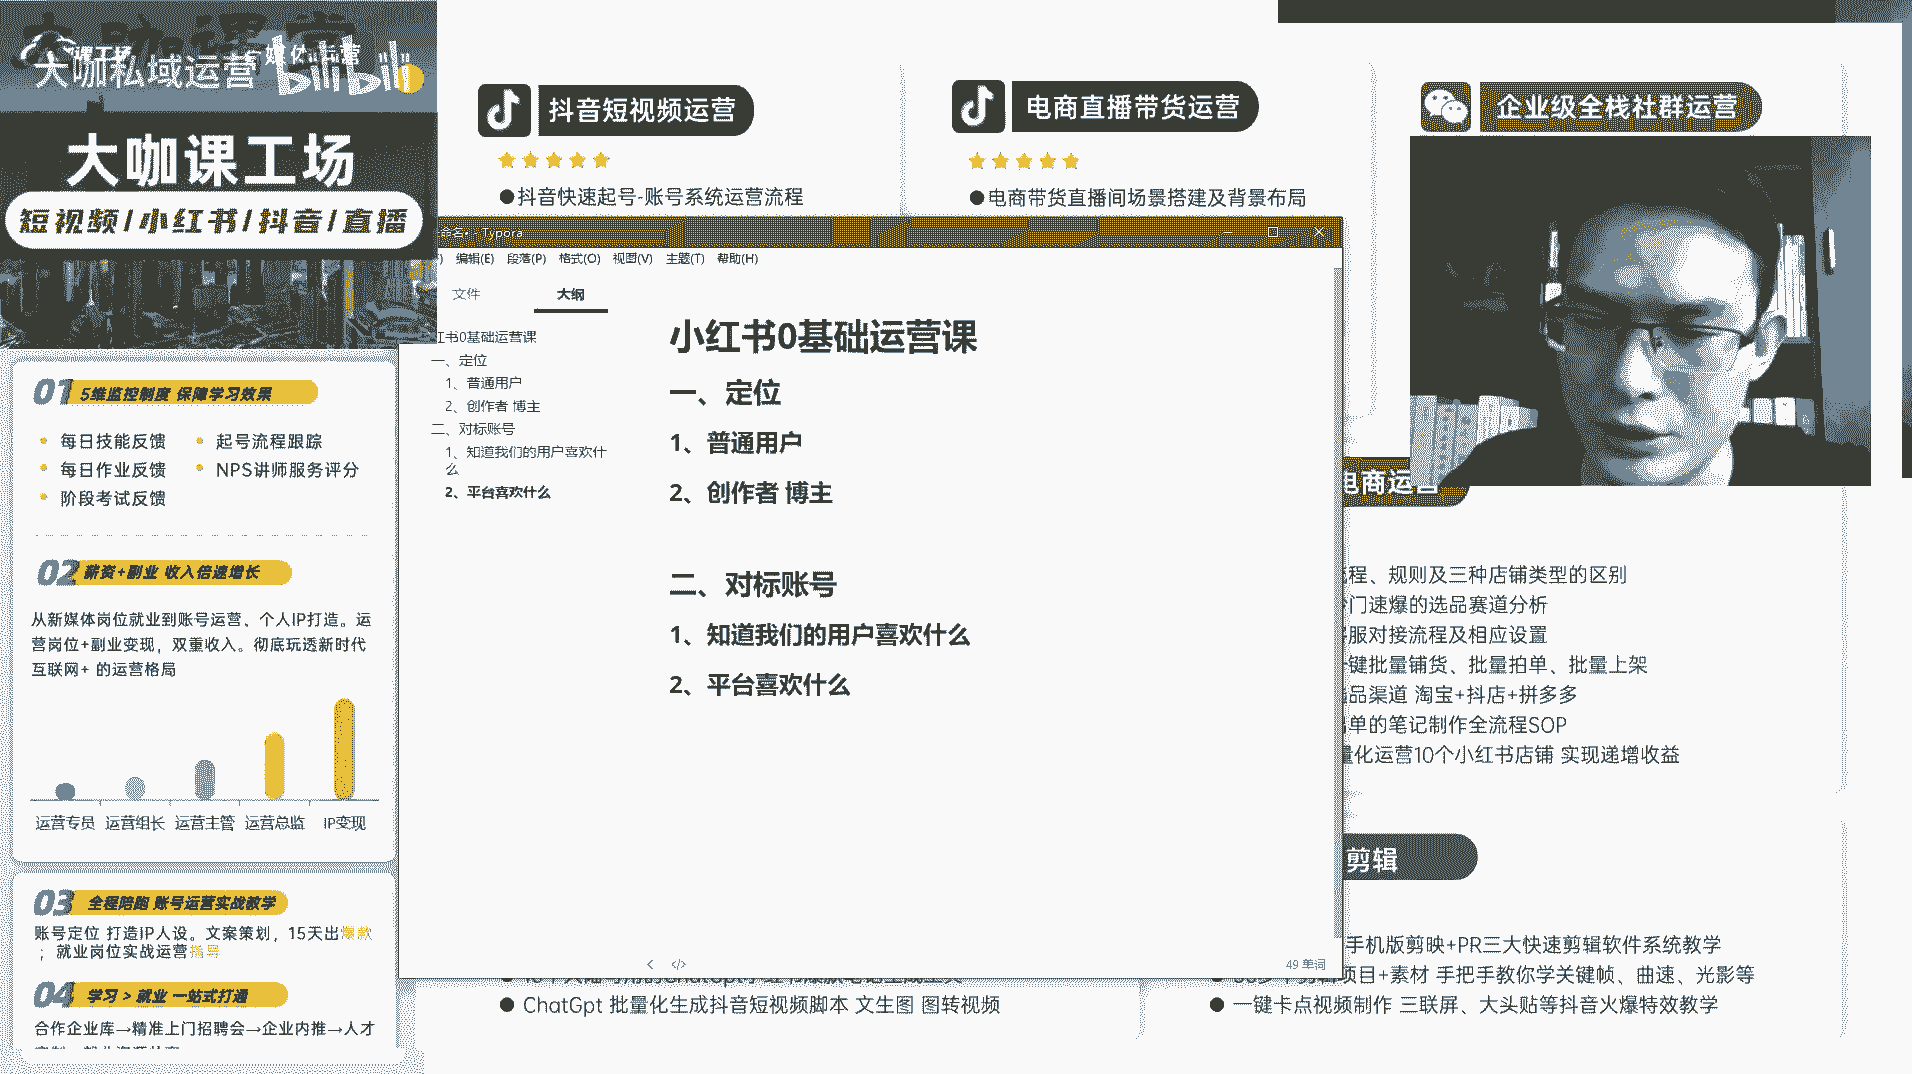 课工场
大咖私域运营
bilibili
大咖课工场
短视频/小红书/抖音/直播
01 5维监控制度 保障学习效果
每日技能反馈
起号流程跟踪
每日作业反馈
NPS讲师服务评分
阶段考试反馈
02 薪资+副业 收入倍速增长
从新媒体岗位就业到账号运营、个人IP打造。运
营岗位+副业变现，双重收入。彻底玩透新时代
互联网+ 的运营格局
运营专员 运营组长 运营主管 运营总监 IP变现
03 全程陪跑 账号运营实战教学
账号定位 打造IP人设。文案策划，15天出爆款
；就业岗位实战运营指导
04 学习 > 就业 一站式打通
合作企业库→精准上门招聘会→企业内推→人才
抖音短视频运营
●抖音快速起号-账号系统运营流程
电商直播带货运营
●电商带货直播间场景搭建及背景布局
企业级全栈社群运营
命名• - Typora
编辑(E) 段落(P) 格式(O) 视图(V) 主题(T) 帮助(H)
文件 大纲
红书0基础运营课
一、定位
1、普通用户
2、创作者 博主
二、对标账号
1、知道我们的用户喜欢什
么
2、平台喜欢什么
小红书0基础运营课
一、定位
1、普通用户
2、创作者 博主
二、对标账号
1、知道我们的用户喜欢什么
2、平台喜欢什么
49 单词
电商运营
程、规则及三种店铺类型的区别
门速爆的选品赛道分析
客服对接流程及相应设置
键批量铺货、批量拍单、批量上架
品渠道 淘宝+抖店+拼多多
单的笔记制作全流程SOP
量化运营10个小红书店铺 实现递增收益
剪辑
手机版剪映+PR三大快速剪辑软件系统教学
项目+素材 手把手教你学关键帧、曲速、光影等
● 一键卡点视频制作 三联屏、大头贴等抖音火爆特效教学
● ChatGpt 批量化生成抖音短视频脚本 文生图 图转视频